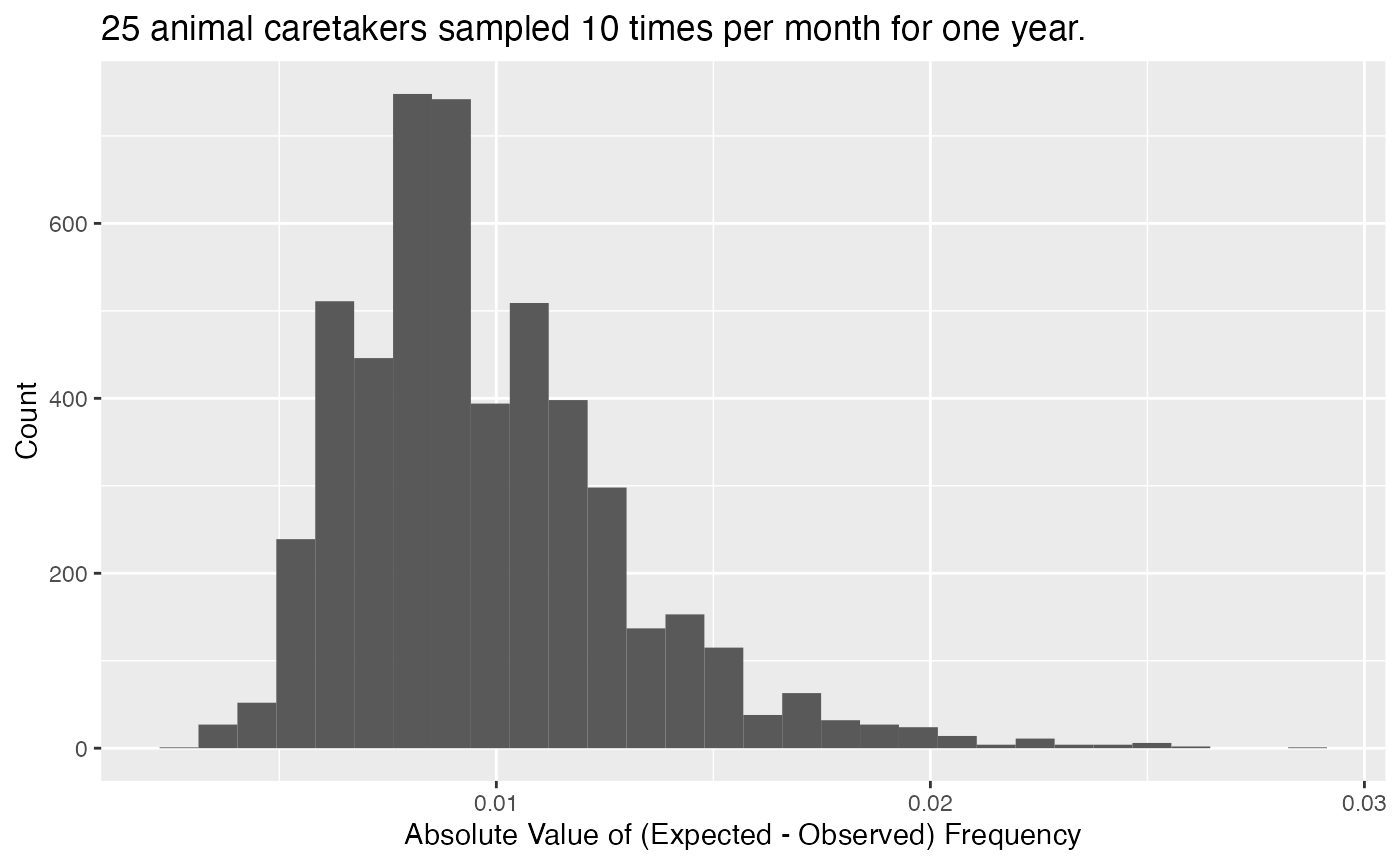 25 animal caretakers sampled 10 times per month for one year.
600
400
200
0
Count
0.01
0.02
0.03
Absolute Value of (Expected - Observed) Frequency